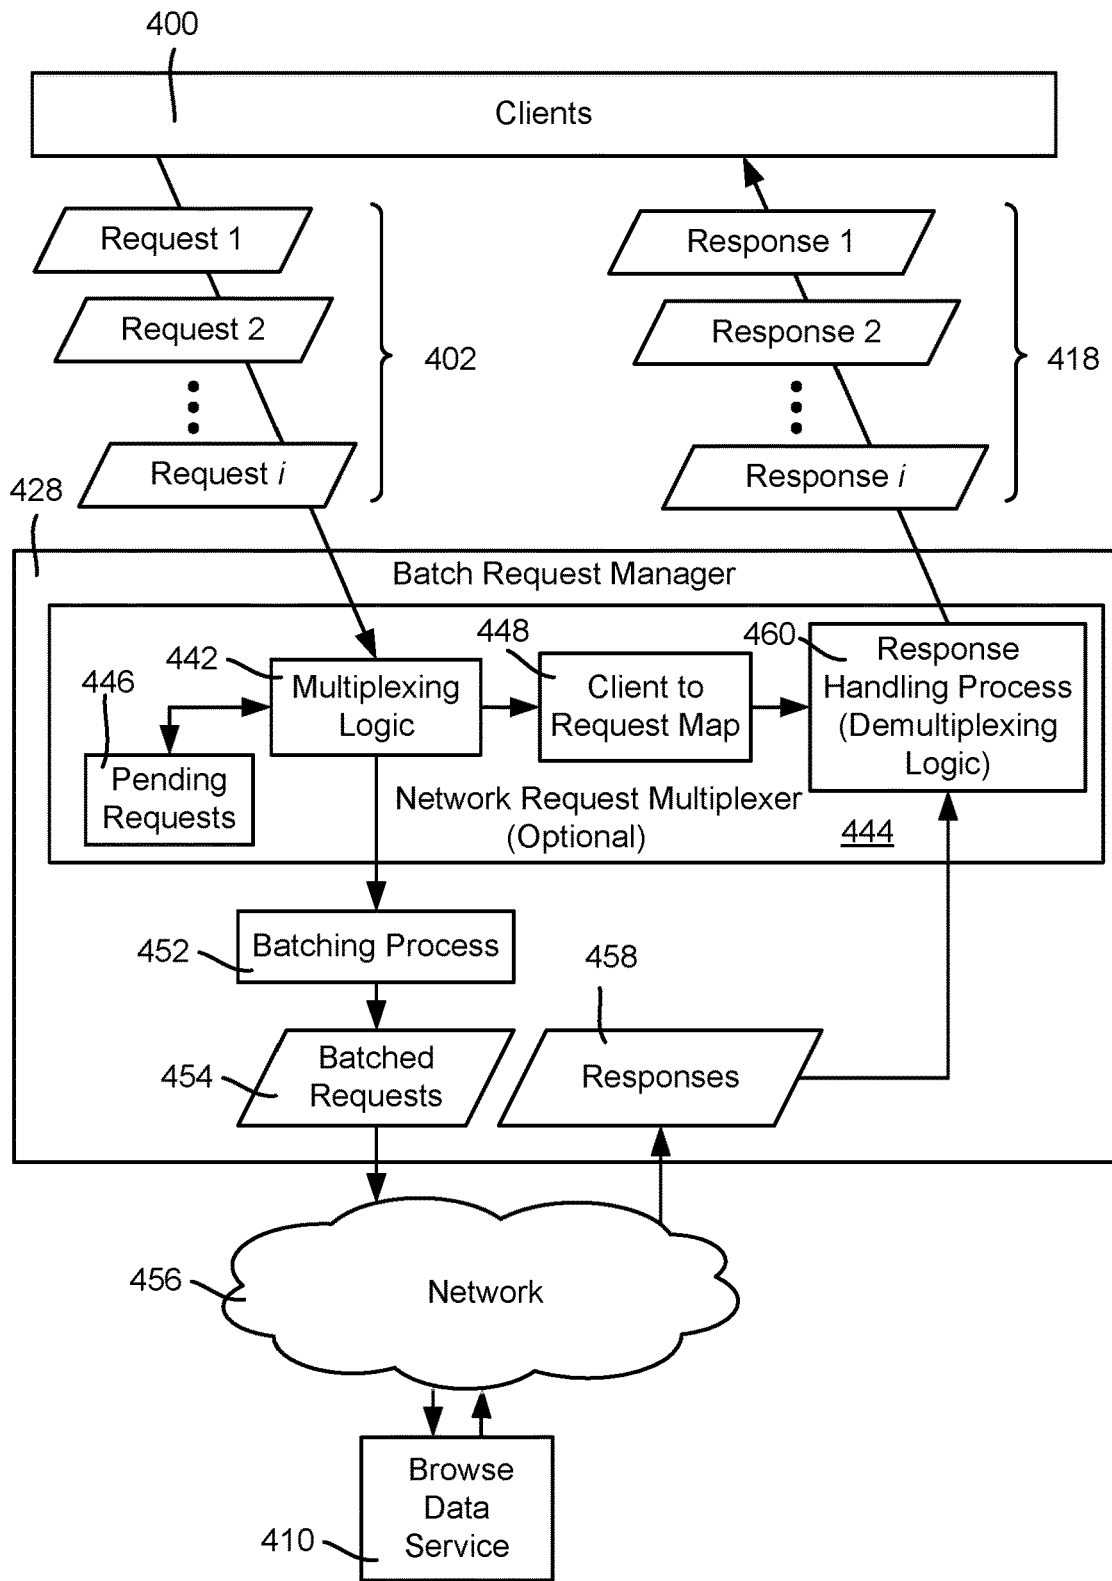 400
Clients
Request 1
Request 2
Request i
402
Response 1
Response 2
Response i
418
428
Batch Request Manager
442
Multiplexing
Logic
446
Pending
Requests
448
Client to
Request Map
460
Response
Handling Process
(Demultiplexing
Logic)
Network Request Multiplexer
(Optional)
444
452
Batching Process
454
Batched
Requests
458
Responses
456
Network
410
Browse
Data
Service